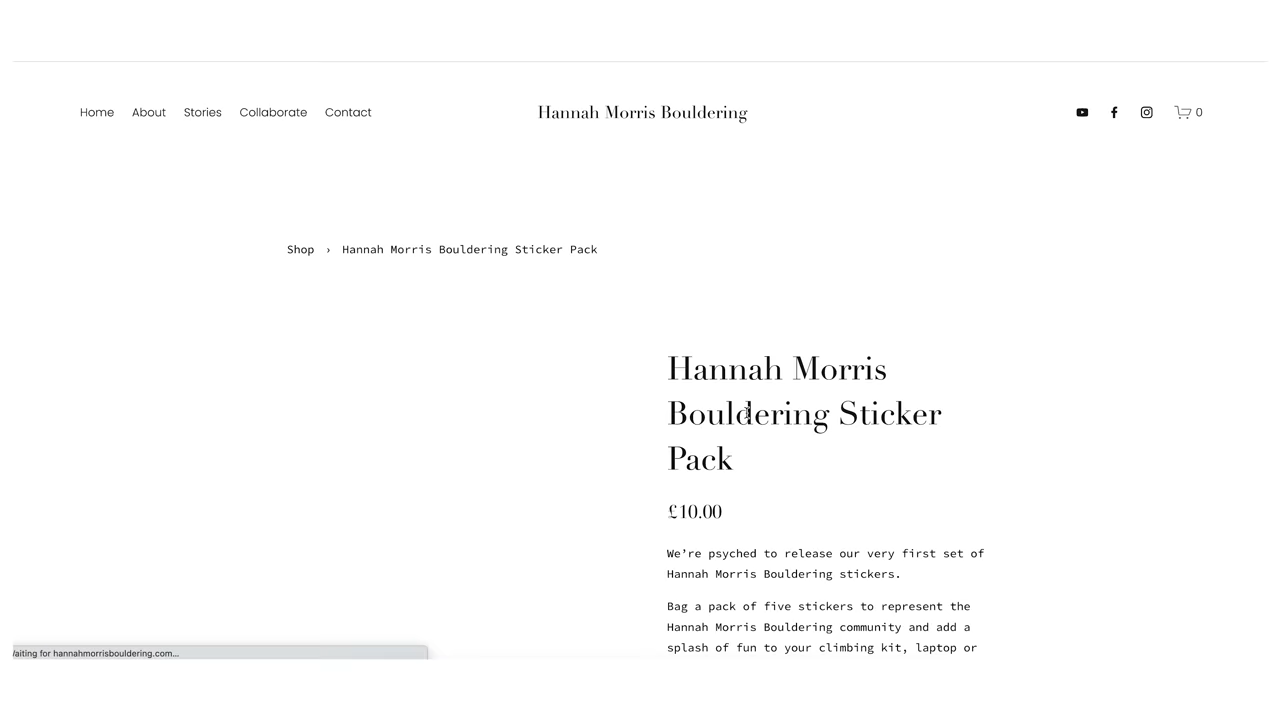 Home About Stories Collaborate Contact
Hannah Morris Bouldering
0
Shop › Hannah Morris Bouldering Sticker Pack
Hannah Morris
Bouldering Sticker
Pack
£10.00
We’re psyched to release our very first set of
Hannah Morris Bouldering stickers.
Bag a pack of five stickers to represent the
Hannah Morris Bouldering community and add a
splash of fun to your climbing kit, laptop or
aiting for hannahmorrisbouldering.com...